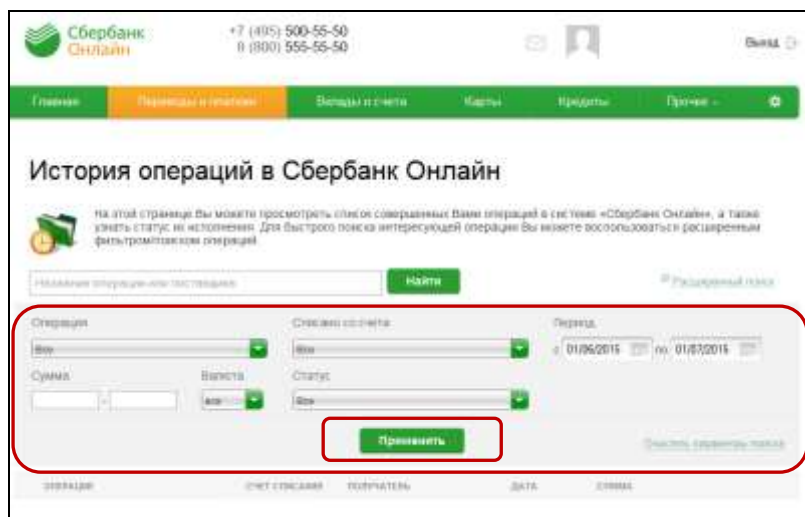 Сбербанк
Онлайн
+7 (495) 500-55-50
8 (800) 555-55-50
Выход
Главная
Переводы и платежи
Вклады и счета
Карты
Кредиты
Прочее
История операций в Сбербанк Онлайн
На этой странице Вы можете просмотреть список совершенных Вами операций в системе «Сбербанк Онлайн», а также
узнать статус их исполнения. Для быстрого поиска интересующей операции Вы можете воспользоваться расширенным
фильтром/поиском операций.
Название операции или поставщика
Найти
Расширенный поиск
Операция
Списано со счета
Период
Все
Все
с 01/06/2015 по 01/07/2015
Сумма
Валюта
Статус
-
все
Все
Применить
Очистить параметры поиска
ОПЕРАЦИЯ
СЧЕТ СПИСАНИЯ
ПОЛУЧАТЕЛЬ
ДАТА
СУММА